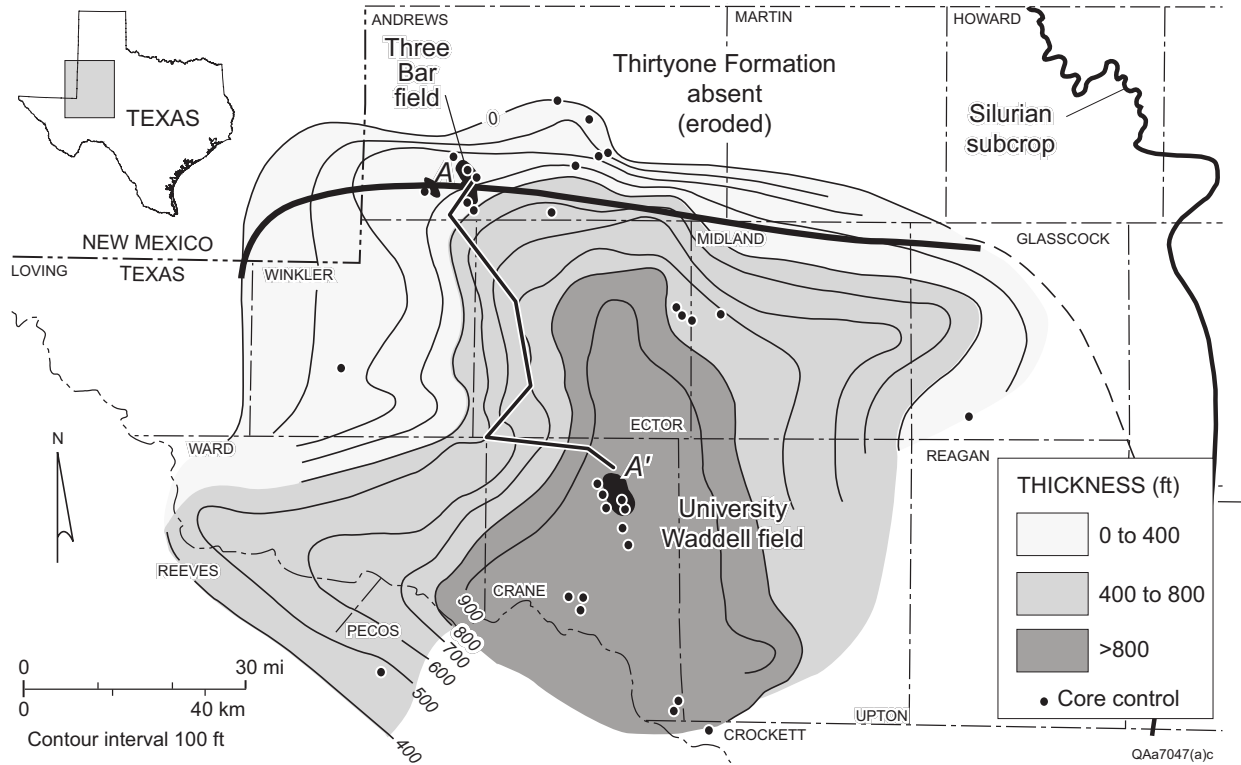 ANDREWS
MARTIN
HOWARD
Three
Bar
field
Thirtyone Formation
absent
(eroded)
Silurian
subcrop
TEXAS
0
A
NEW MEXICO
TEXAS
LOVING
WINKLER
MIDLAND
GLASSCOCK
ECTOR
WARD
REAGAN
A'
University
Waddell field
REEVES
CRANE
PECOS
UPTON
CROCKETT
900
800
700
600
500
400
N
0 30 mi
0 40 km
Contour interval 100 ft
THICKNESS (ft)
0 to 400
400 to 800
>800
Core control
QAa7047(a)c